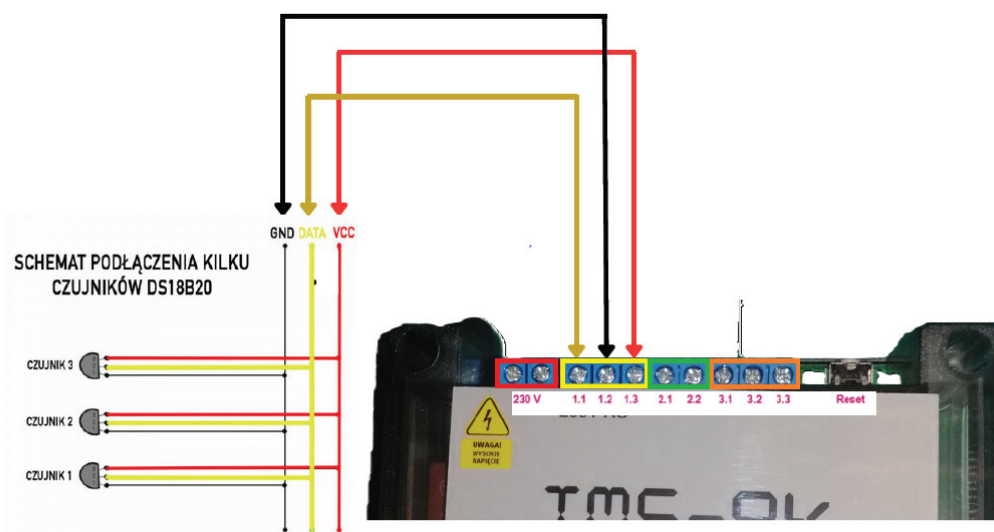 GND DATA VCC
SCHEMAT PODŁĄCZENIA KILKU
CZUJNIKÓW DS18B20
CZUJNIK 3
CZUJNIK 2
CZUJNIK 1
230 V 1.1 1.2 1.3 2.1 2.2 3.1 3.2 3.3 Reset
UWAGA!
WYSOKIE
NAPIĘCIE